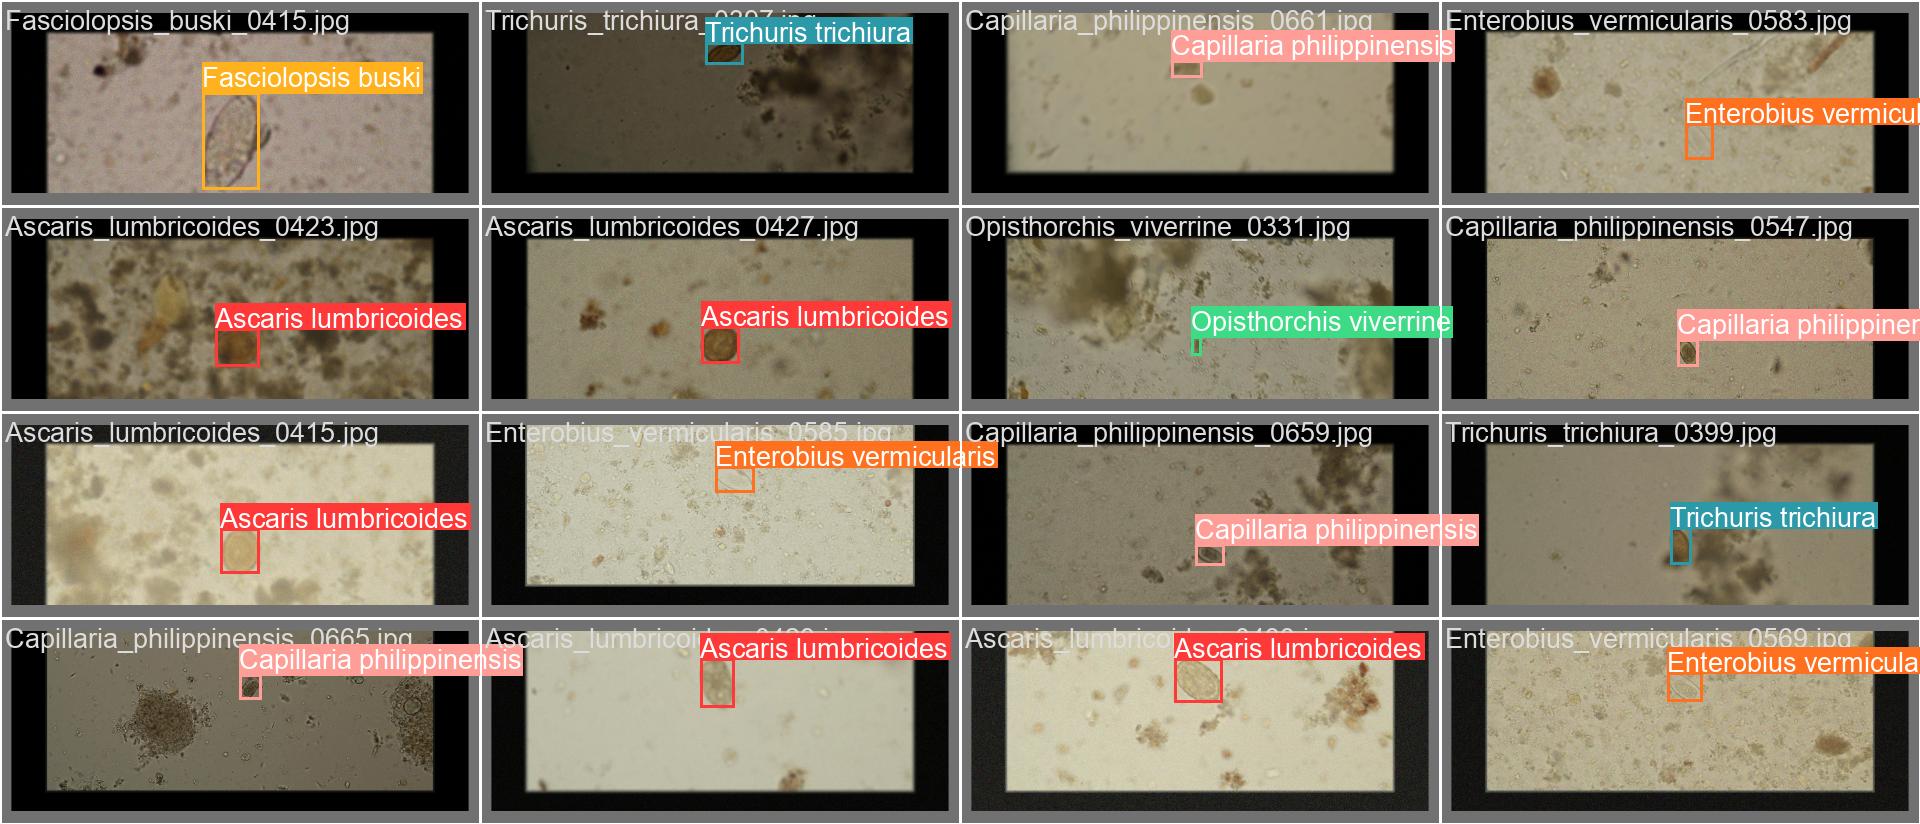 Fasciolopsis_buski_0415.jpg
Fasciolopsis buski
Trichuris_trichiura_0397.jpg
Trichuris trichiura
Capillaria_philippinensis_0661.jpg
Capillaria philippinensis
Enterobius_vermicularis_0583.jpg
Enterobius vermicul
Ascaris_lumbricoides_0423.jpg
Ascaris lumbricoides
Ascaris_lumbricoides_0427.jpg
Ascaris lumbricoides
Opisthorchis_viverrine_0331.jpg
Opisthorchis viverrine
Capillaria_philippinensis_0547.jpg
Capillaria philippiner
Ascaris_lumbricoides_0415.jpg
Ascaris lumbricoides
Enterobius_vermicularis_0585.jpg
Enterobius vermicularis
Capillaria_philippinensis_0659.jpg
Capillaria philippinensis
Trichuris_trichiura_0399.jpg
Trichuris trichiura
Capillaria_philippinensis_0665.jpg
Capillaria philippinensis
Ascaris lumbricoides
Ascaris lumbricoides
Enterobius_vermicularis_0569.jpg
Enterobius vermicula